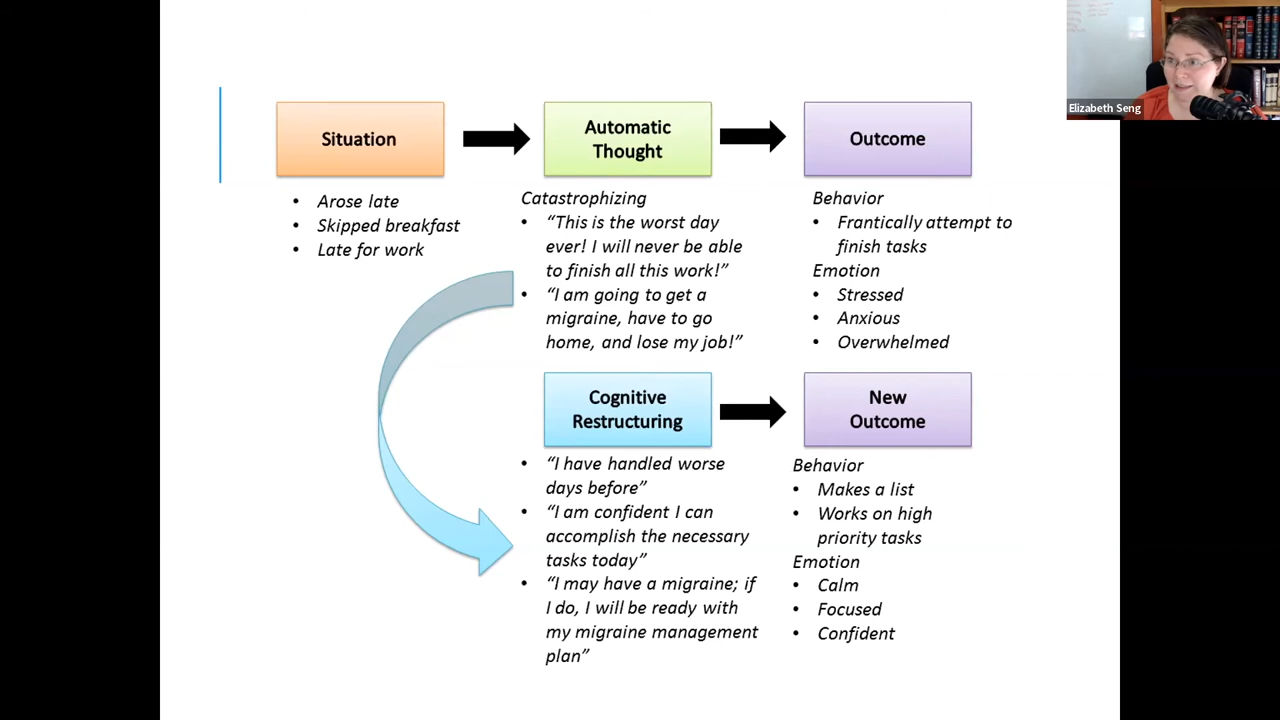 Elizabeth Seng
Situation
Automatic
Thought
Outcome
• Arose late
• Skipped breakfast
• Late for work
Catastrophizing
• “This is the worst day
ever! I will never be able
to finish all this work!”
• “I am going to get a
migraine, have to go
home, and lose my job!”
Behavior
• Frantically attempt to
finish tasks
Emotion
• Stressed
• Anxious
• Overwhelmed
Cognitive
Restructuring
New
Outcome
• “I have handled worse
days before”
• “I am confident I can
accomplish the necessary
tasks today”
• “I may have a migraine; if
I do, I will be ready with
my migraine management
plan”
Behavior
• Makes a list
• Works on high
priority tasks
Emotion
• Calm
• Focused
• Confident